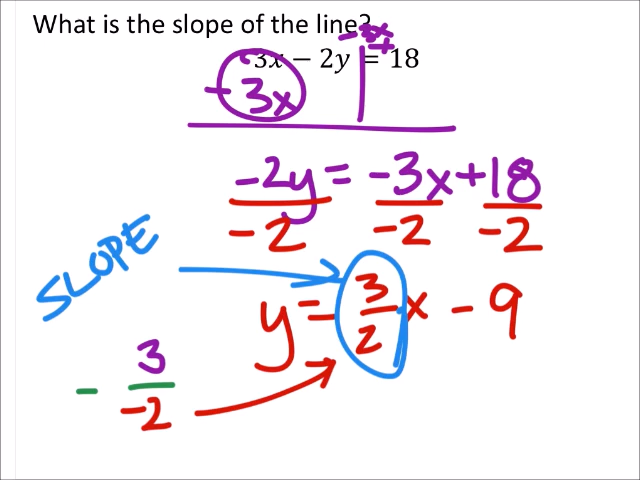 What is the slope of the line?
-3x+
3x − 2y = 18
-3x
-2y = -3x+18
-2 -2 -2
SLOPE
y = 3/2 x - 9
- 3/-2